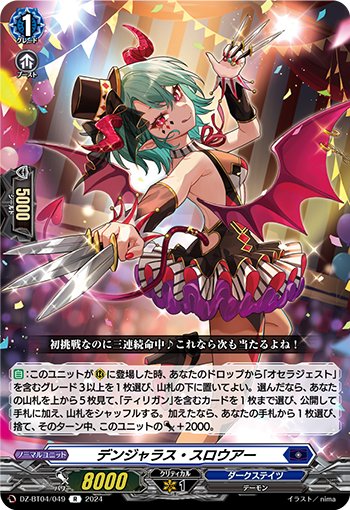 1
グレード
ブースト
5000
シールド
初挑戦なのに三連続命中♪これなら次も当たるよね！
自:このユニットがRに登場した時、あなたのドロップから「オセラジェスト」
を含むグレード3以上を1枚選び、山札の下に置いてよい。選んだなら、あなた
の山札を上から5枚見て、「ディリガン」を含むカードを1枚まで選び、公開して
手札に加え、山札をシャッフルする。加えたなら、あなたの手札から1枚選び、
捨て、そのターン中、このユニットの+2000。
ノーマルユニット
デンジャラス・スロウアー
パワー
8000
クリティカル
1
ダークステイツ
デーモン
DZ-BT04/049 R 2024
イラスト／nima